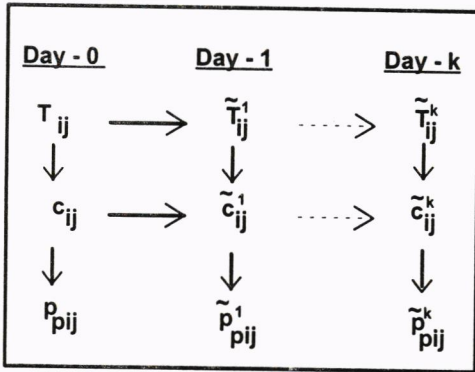 Day - 0 Day - 1 Day - k
T ij T̃¹ij T̃ᵏij
c ij c̃¹ij c̃ᵏij
p pij p̃¹pij p̃ᵏpij